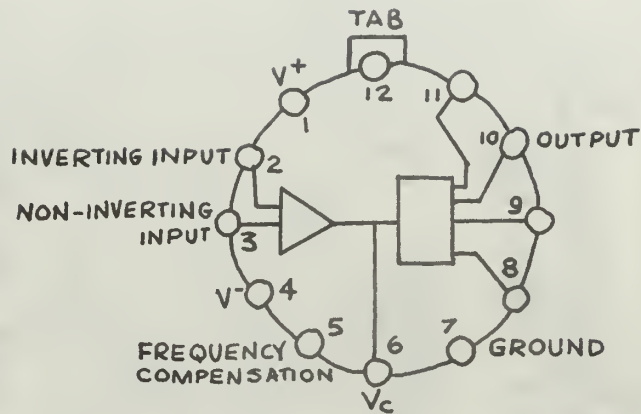 TAB
V+
12
11
1
10
OUTPUT
INVERTING INPUT
2
NON-INVERTING
INPUT
3
9
8
V-
4
5
6
7
FREQUENCY
COMPENSATION
GROUND
Vc